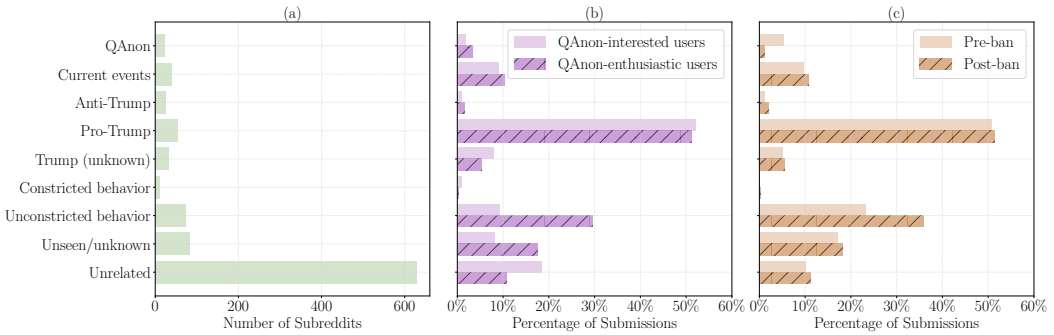 (a)
QAnon
Current events
Anti-Trump
Pro-Trump
Trump (unknown)
Constricted behavior
Unconstricted behavior
Unseen/unknown
Unrelated
0 200 400 600
Number of Subreddits
(b)
QAnon-interested users
QAnon-enthusiastic users
0% 10% 20% 30% 40% 50% 60%
Percentage of Submissions
(c)
Pre-ban
Post-ban
0% 10% 20% 30% 40% 50% 60%
Percentage of Submissions